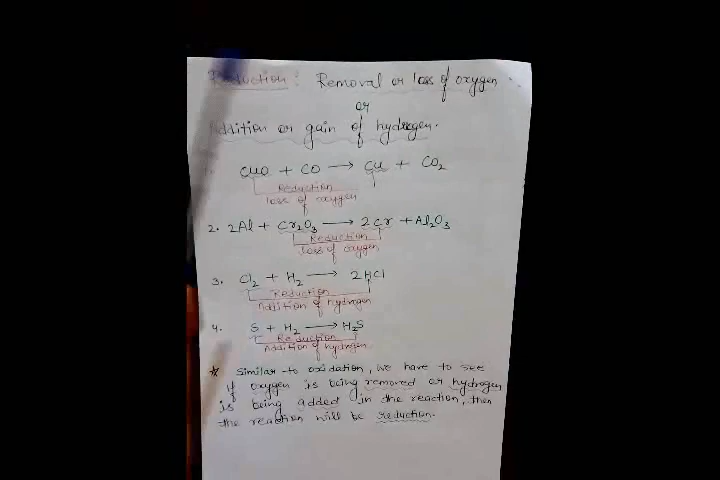 Reduction: Removal or loss of oxygen
or
Addition or gain of hydrogen.
CuO + CO → Cu + CO₂
Reduction
loss of oxygen
2. 2Al + Cr₂O₃ → 2Cr + Al₂O₃
Reduction
loss of oxygen
3. Cl₂ + H₂ → 2HCl
Reduction
Addition of hydrogen
4. S + H₂ → H₂S
Reduction
Addition of hydrogen
☆ Similar to oxidation, we have to see
if oxygen is being removed or hydrogen
is being added in the reaction, then
the reaction will be reduction.